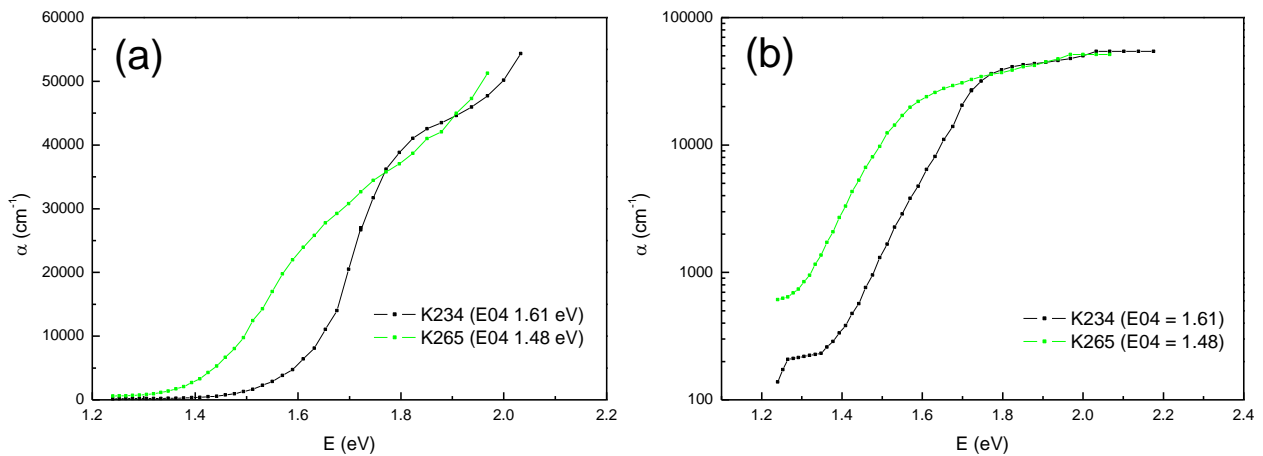 (a)
60000
50000
40000
30000
20000
10000
0
α (cm⁻¹)
1.2 1.4 1.6 1.8 2.0 2.2
E (eV)
K234 (E04 1.61 eV)
K265 (E04 1.48 eV)
(b)
100000
10000
1000
100
α (cm⁻¹)
1.2 1.4 1.6 1.8 2.0 2.2 2.4
E (eV)
K234 (E04 = 1.61)
K265 (E04 = 1.48)